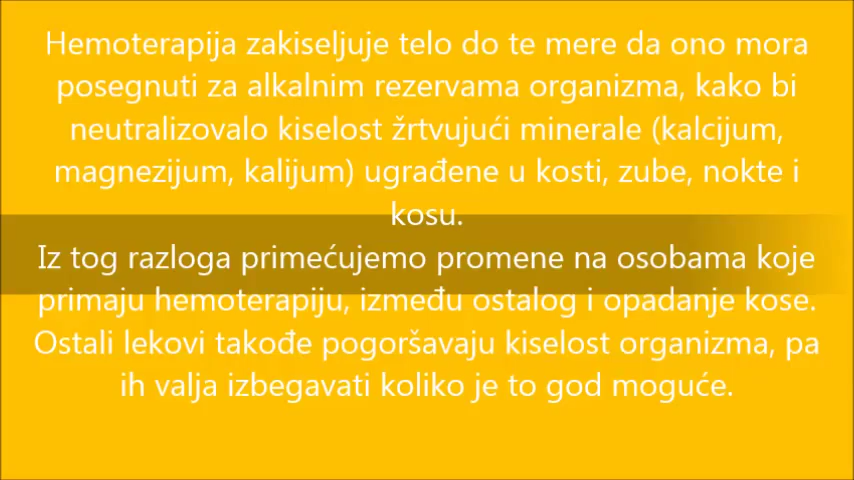 Hemoterapija zakiseljuje telo do te mere da ono mora
posegnuti za alkalnim rezervama organizma, kako bi
neutralizovalo kiselost žrtvujući minerale (kalcijum,
magnezijum, kalijum) ugrađene u kosti, zube, nokte i
kosu.
Iz tog razloga primećujemo promene na osobama koje
primaju hemoterapiju, između ostalog i opadanje kose.
Ostali lekovi takođe pogoršavaju kiselost organizma, pa
ih valja izbegavati koliko je to god moguće.